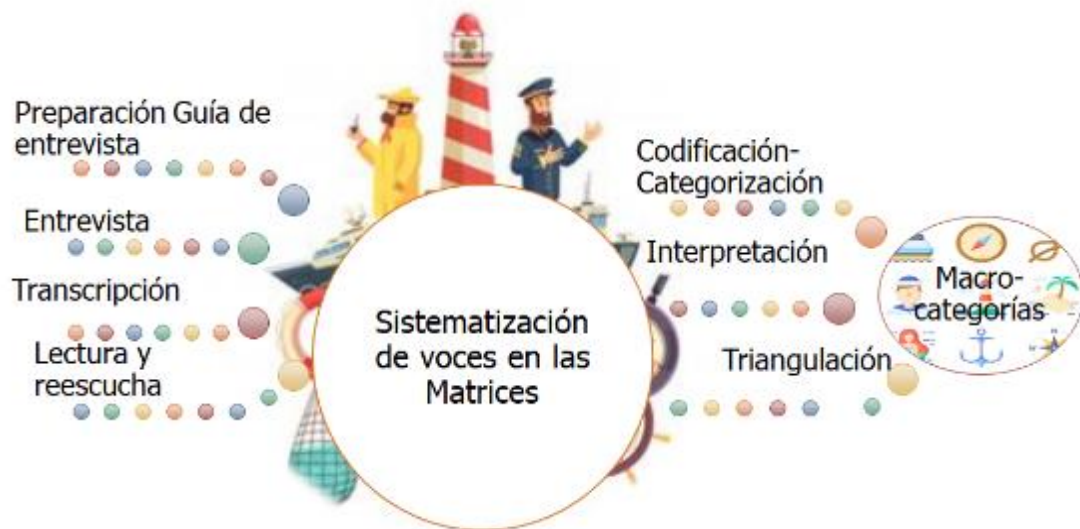 Preparación Guía de
entrevista
Entrevista
Transcripción
Lectura y
reescucha
Sistematización
de voces en las
Matrices
Codificación-
Categorización
Interpretación
Triangulación
Macro-
categorías